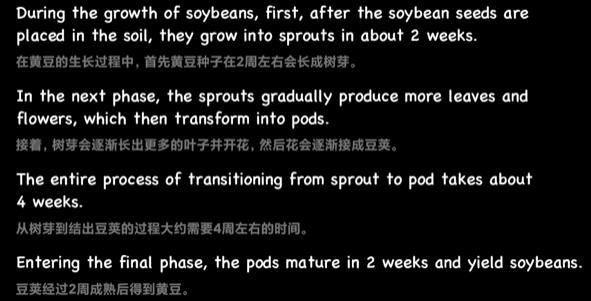 During the growth of soybeans, first, after the soybean seeds are
placed in the soil, they grow into sprouts in about 2 weeks.
在黄豆的生长过程中，首先黄豆种子在2周左右会长成树芽。
In the next phase, the sprouts gradually produce more leaves and
flowers, which then transform into pods.
接着，树芽会逐渐长出更多的叶子并开花，然后花会逐渐接成豆荚。
The entire process of transitioning from sprout to pod takes about
4 weeks.
从树芽到结出豆荚的过程大约需要4周左右的时间。
Entering the final phase, the pods mature in 2 weeks and yield soybeans.
豆荚经过2周成熟后得到黄豆。